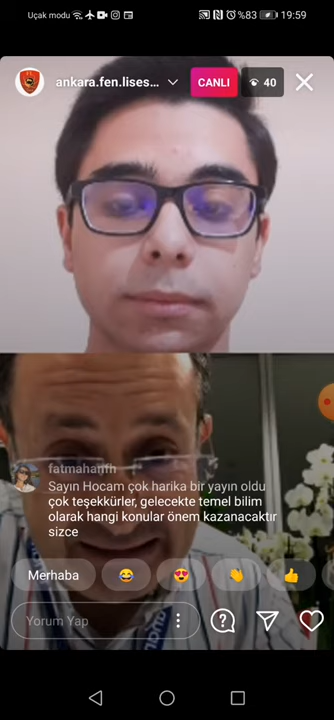 Uçak modu %83 19:59
ankara.fen.lises... CANLI 40
fatmahanfh
Sayın Hocam çok harika bir yayın oldu
çok teşekkürler, gelecekte temel bilim
olarak hangi konular önem kazanacaktır
sizce
Merhaba
Yorum Yap